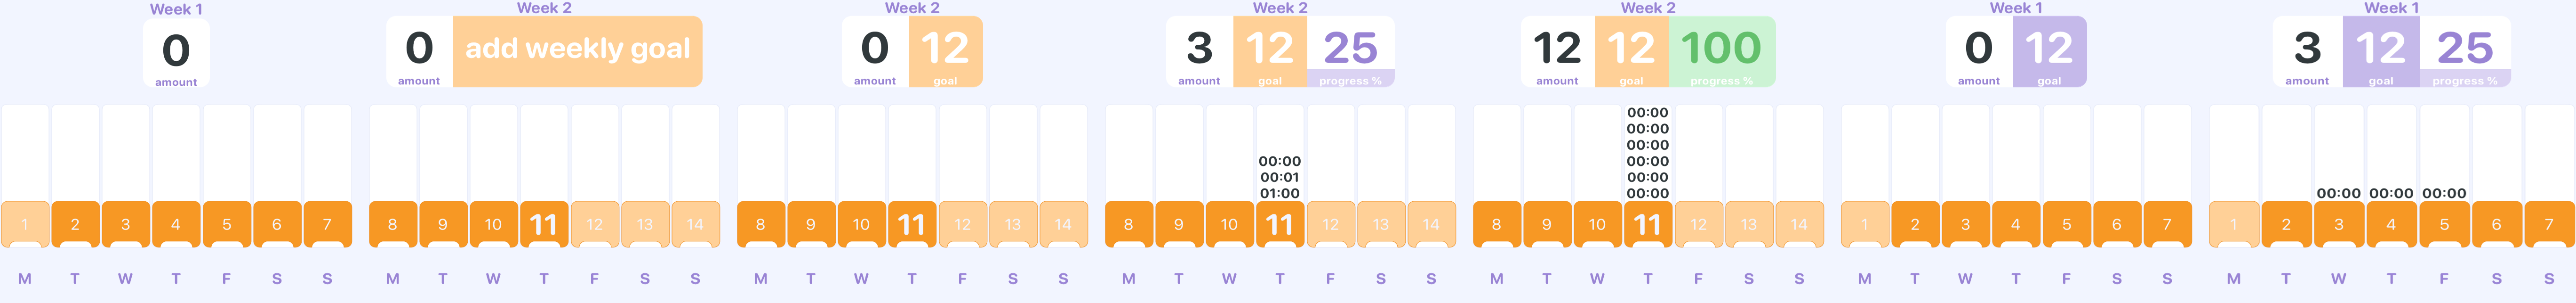 Week 1
0
amount
1 2 3 4 5 6 7
M T W T F S S
Week 2
0 add weekly goal
amount
8 9 10 11 12 13 14
M T W T F S S
Week 2
0 12
amount goal
8 9 10 11 12 13 14
M T W T F S S
Week 2
3 12 25
amount goal progress %
00:00
00:01
01:00
8 9 10 11 12 13 14
M T W T F S S
Week 2
12 12 100
amount goal progress %
00:00
00:00
00:00
00:00
00:00
00:00
8 9 10 11 12 13 14
M T W T F S S
Week 1
0 12
amount goal
1 2 3 4 5 6 7
M T W T F S S
Week 1
3 12 25
amount goal progress %
00:00 00:00 00:00
1 2 3 4 5 6 7
M T W T F S S